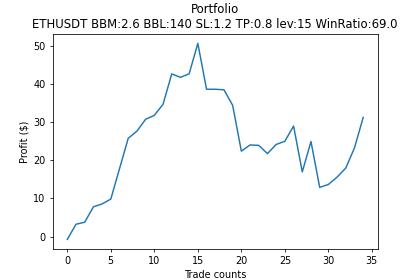 Portfolio
ETHUSDT BBM:2.6 BBL:140 SL:1.2 TP:0.8 lev:15 WinRatio:69.0
Profit ($)
50
40
30
20
10
0
0 5 10 15 20 25 30 35
Trade counts